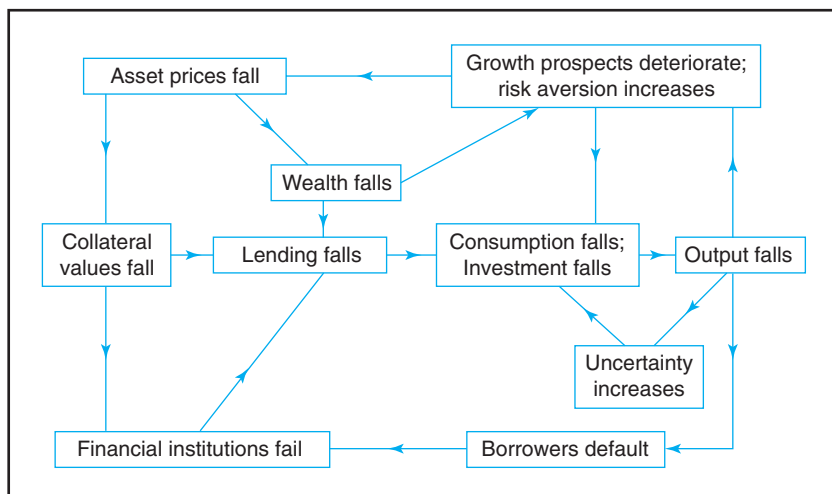 Asset prices fall
Growth prospects deteriorate;
risk aversion increases
Wealth falls
Collateral
values fall
Lending falls
Consumption falls;
Investment falls
Output falls
Uncertainty
increases
Financial institutions fail
Borrowers default